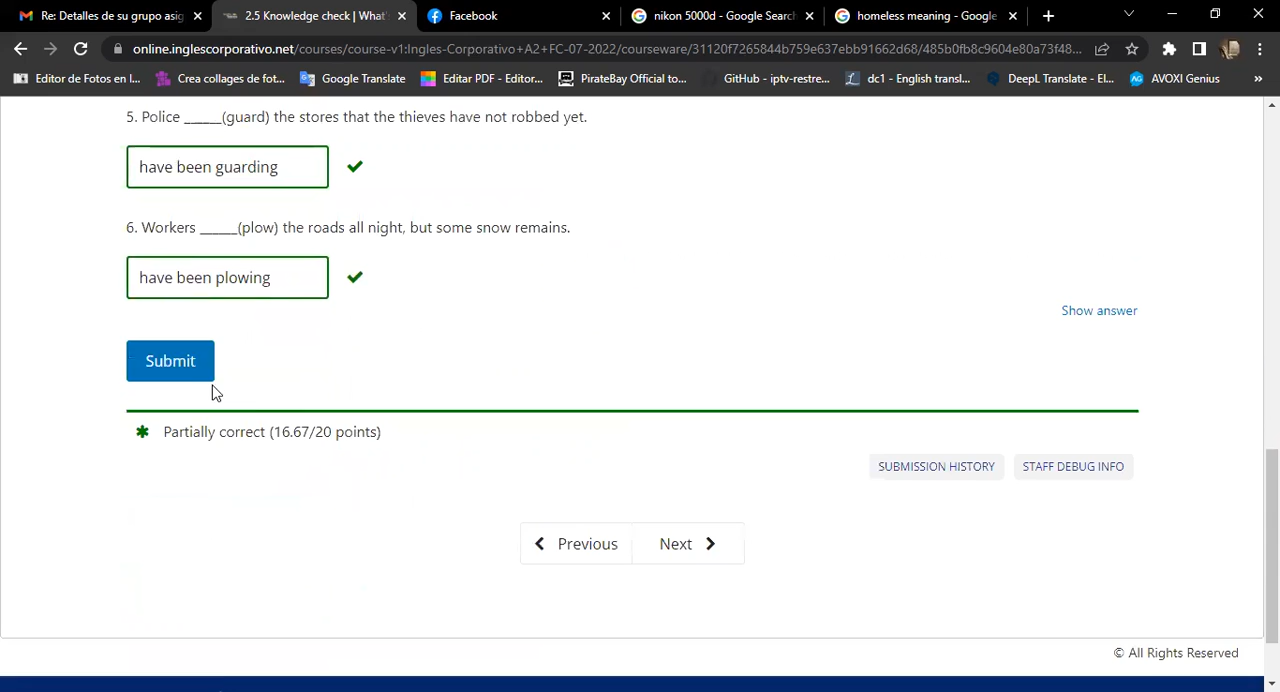 Re: Detalles de su grupo asig
2.5 Knowledge check | What'
Facebook
nikon 5000d - Google Searc
homeless meaning - Google
online.inglescorporativo.net/courses/course-v1:Ingles-Corporativo+A2+FC-07-2022/courseware/31120f7265844b759e637ebb91662d68/485b0fb8c9604e80a73f48...
Editor de Fotos en l...
Crea collages de fot...
Google Translate
Editar PDF - Editor...
PirateBay Official to...
GitHub - iptv-restre...
dc1 - English transl...
DeepL Translate - El...
AVOXI Genius
»
5. Police ______(guard) the stores that the thieves have not robbed yet.
have been guarding
6. Workers ______(plow) the roads all night, but some snow remains.
have been plowing
Show answer
Submit
Partially correct (16.67/20 points)
SUBMISSION HISTORY
STAFF DEBUG INFO
Previous
Next
© All Rights Reserved